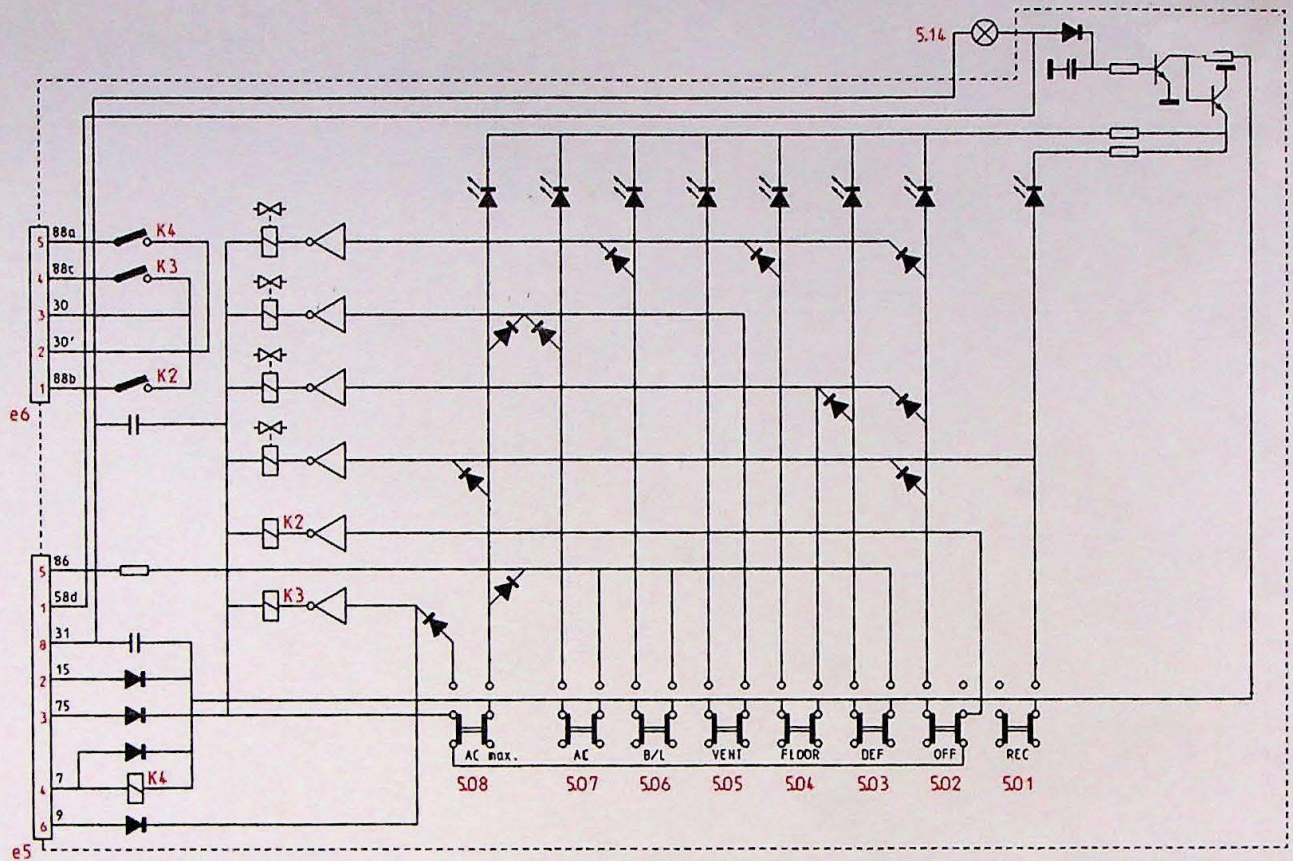 5.14
5 88a K4
4 88c K3
3 30
2 30'
1 88b K2
e6
K2
5 86
1 58d
K3
8 31
2 15
3 75
AC max. AC B/L VENT FLOOR DEF OFF REC
5.08 5.07 5.06 5.05 5.04 5.03 5.02 5.01
4 7 K4
6 9
e5